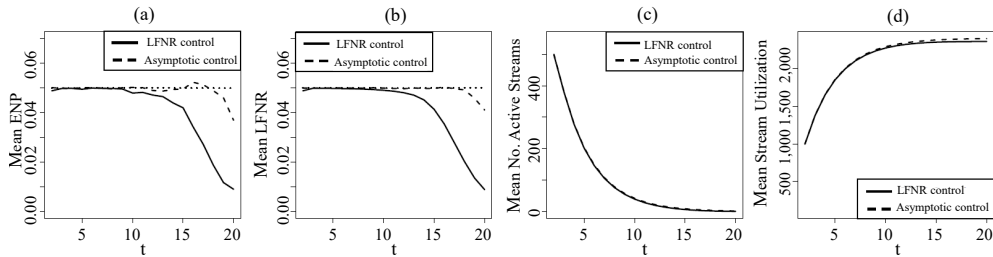 (a)
LFNR control
Asymptotic control
Mean ENP
0.00
0.02
0.04
0.06
5
10
15
20
t
(b)
LFNR control
Asymptotic control
Mean LFNR
0.00
0.02
0.04
0.06
5
10
15
20
t
(c)
LFNR control
Asymptotic control
Mean No. Active Streams
0
200
400
5
10
15
20
t
(d)
LFNR control
Asymptotic control
Mean Stream Utilization
500
1,000
1,500
2,000
5
10
15
20
t